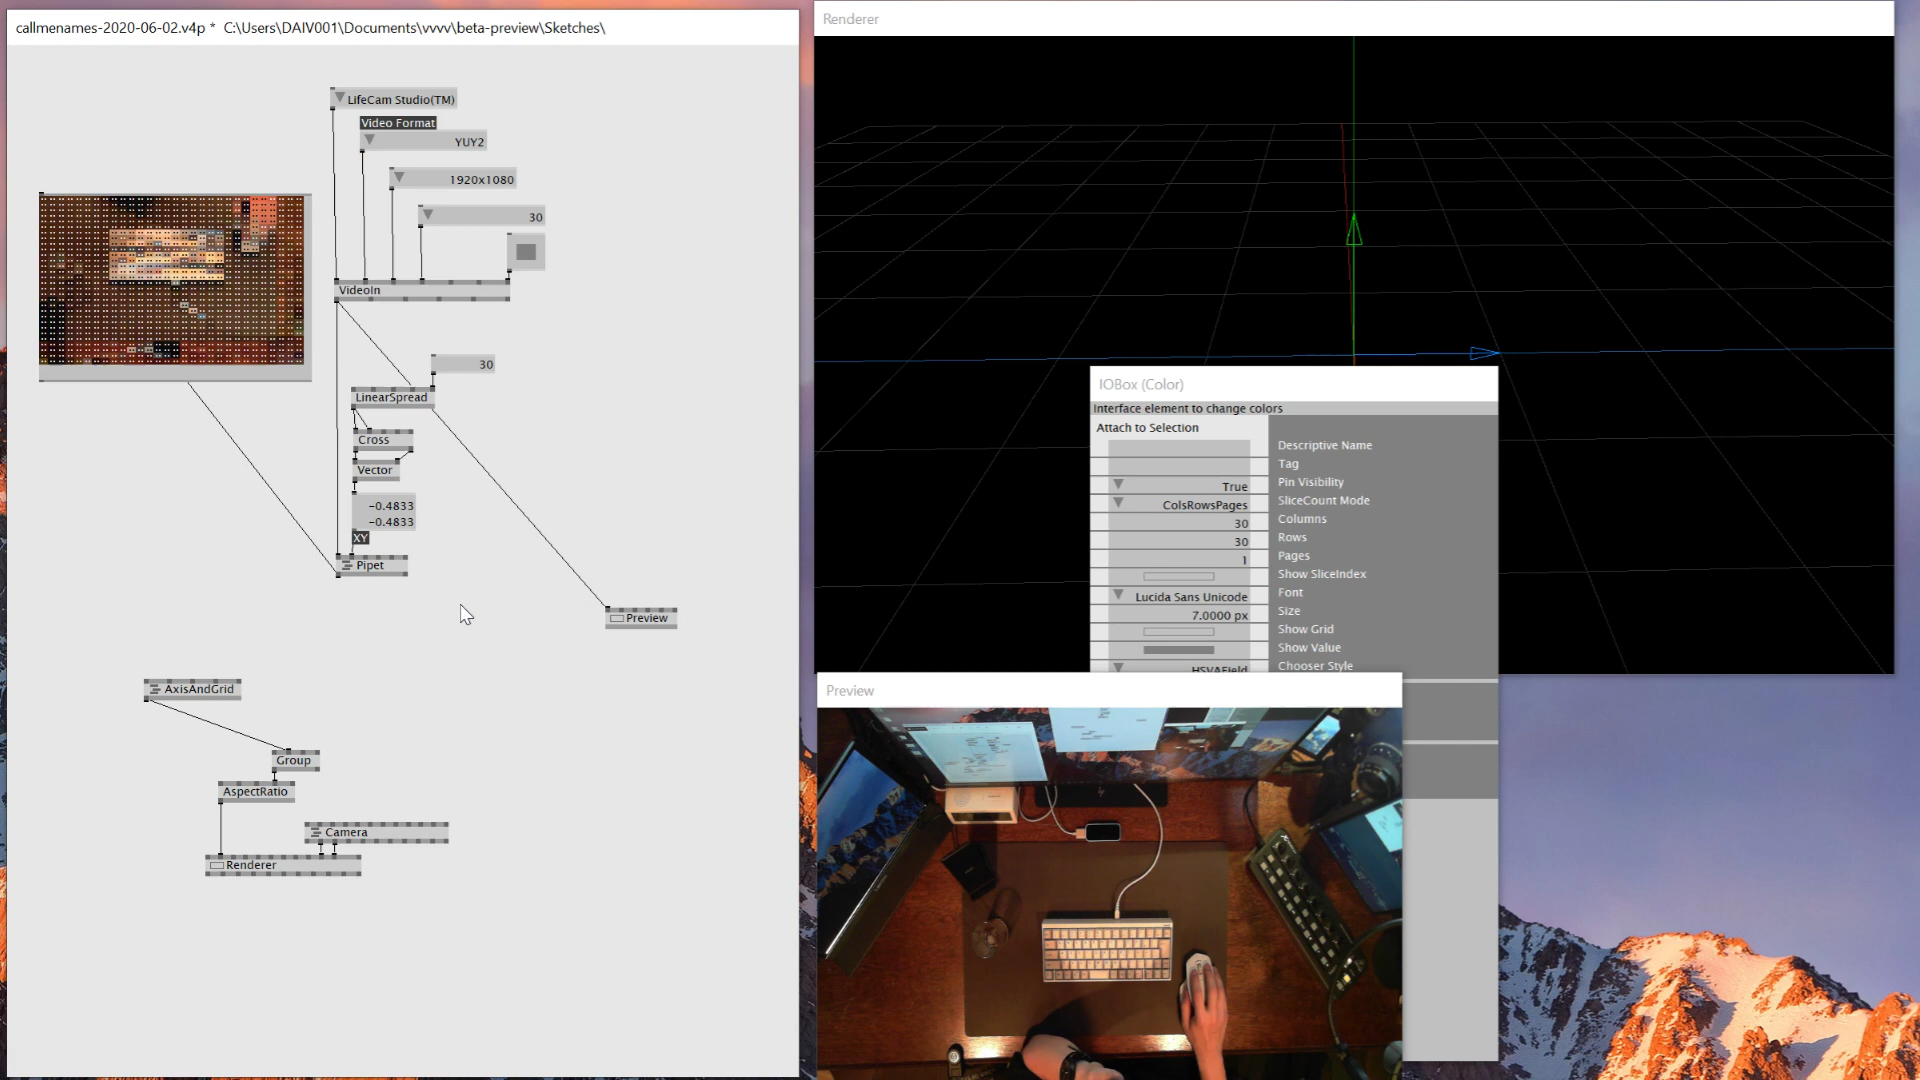 callmenames-2020-06-02.v4p *  C:\Users\DAIV001\Documents\vvvv\beta-preview\Sketches\
LifeCam Studio(TM)
Video Format
YUY2
1920x1080
30
VideoIn
30
LinearSpread
Cross
Vector
-0.4833
-0.4833
XY
Pipet
Preview
AxisAndGrid
Group
AspectRatio
Camera
Renderer
Renderer
IOBox (Color)
Interface element to change colors
Attach to Selection
Descriptive Name
Tag
True Pin Visibility
ColsRowsPages SliceCount Mode
30 Columns
30 Rows
1 Pages
Show SliceIndex
Lucida Sans Unicode Font
7.0000 px Size
Show Grid
Show Value
HSVAField Chooser Style
Preview